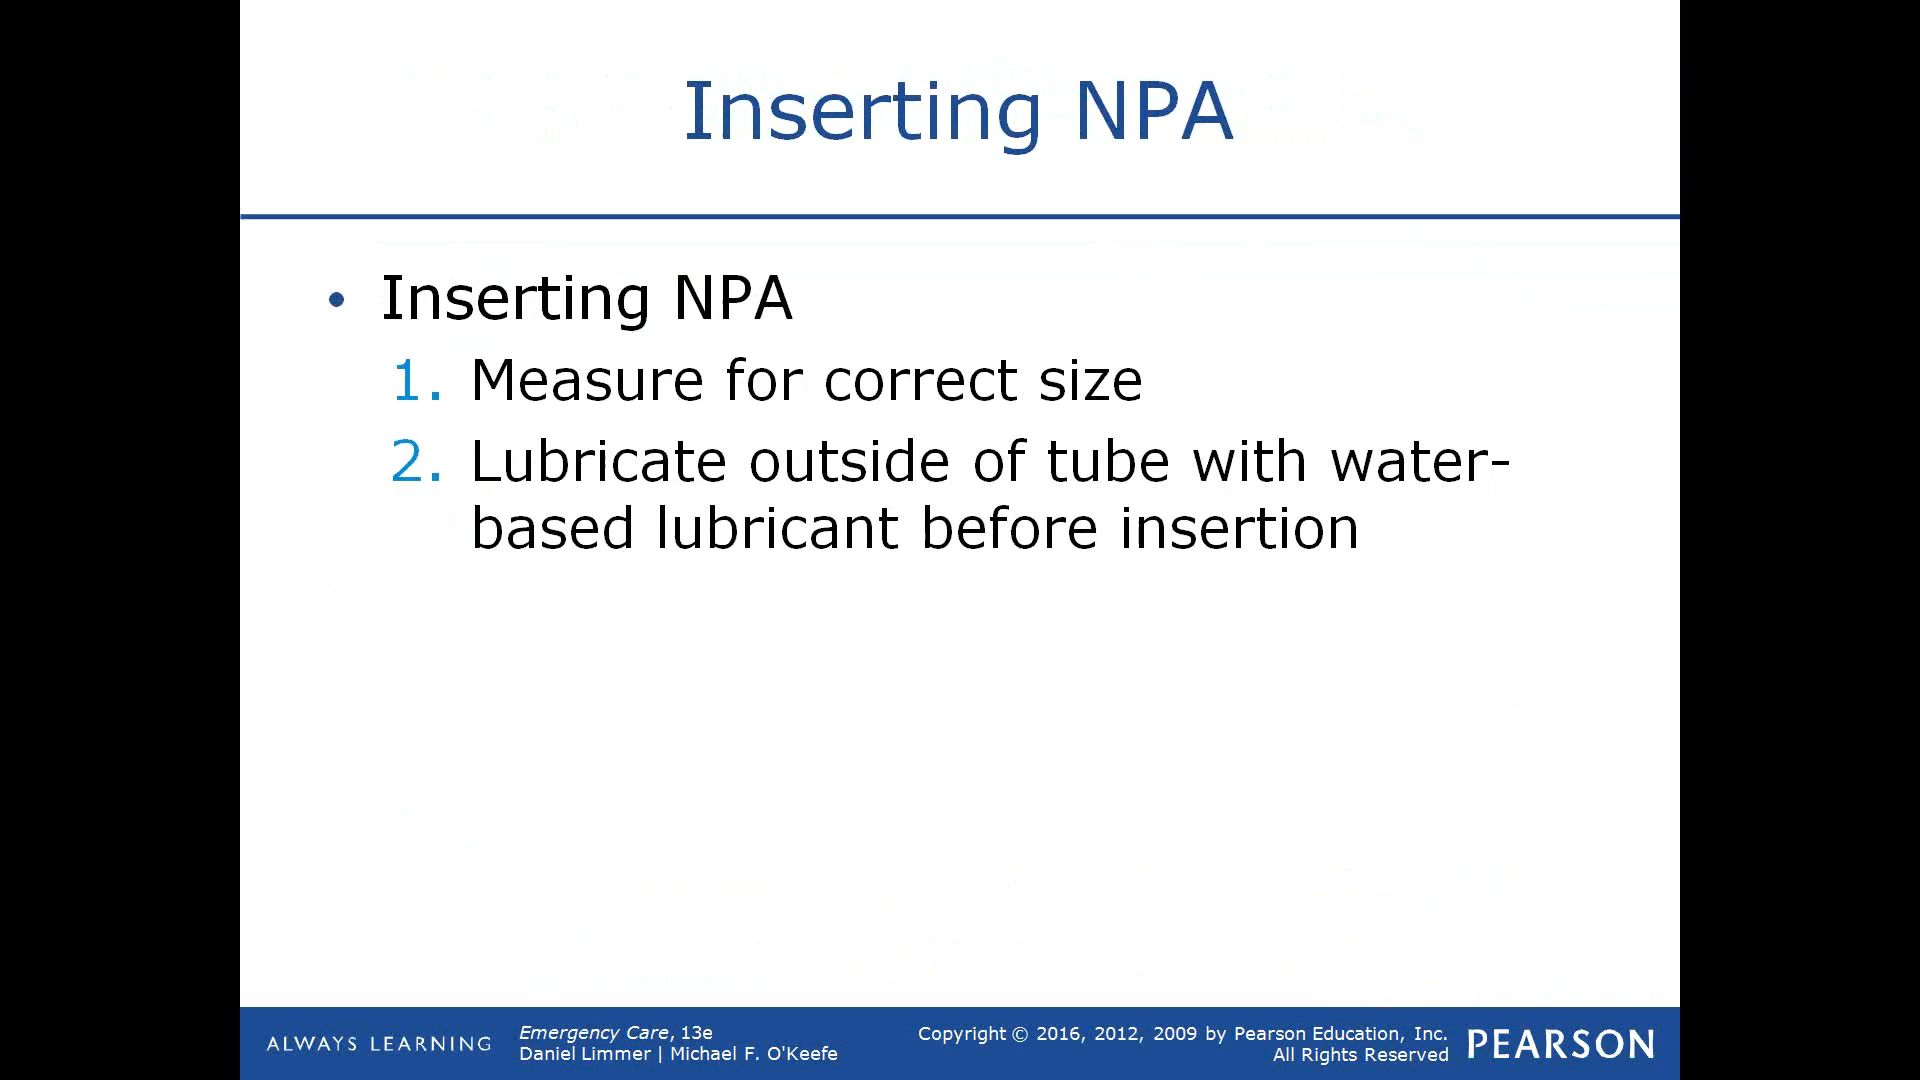 Inserting NPA
• Inserting NPA
1. Measure for correct size
2. Lubricate outside of tube with water-
based lubricant before insertion
ALWAYS LEARNING
Emergency Care, 13e
Daniel Limmer | Michael F. O'Keefe
Copyright © 2016, 2012, 2009 by Pearson Education, Inc.
All Rights Reserved
PEARSON